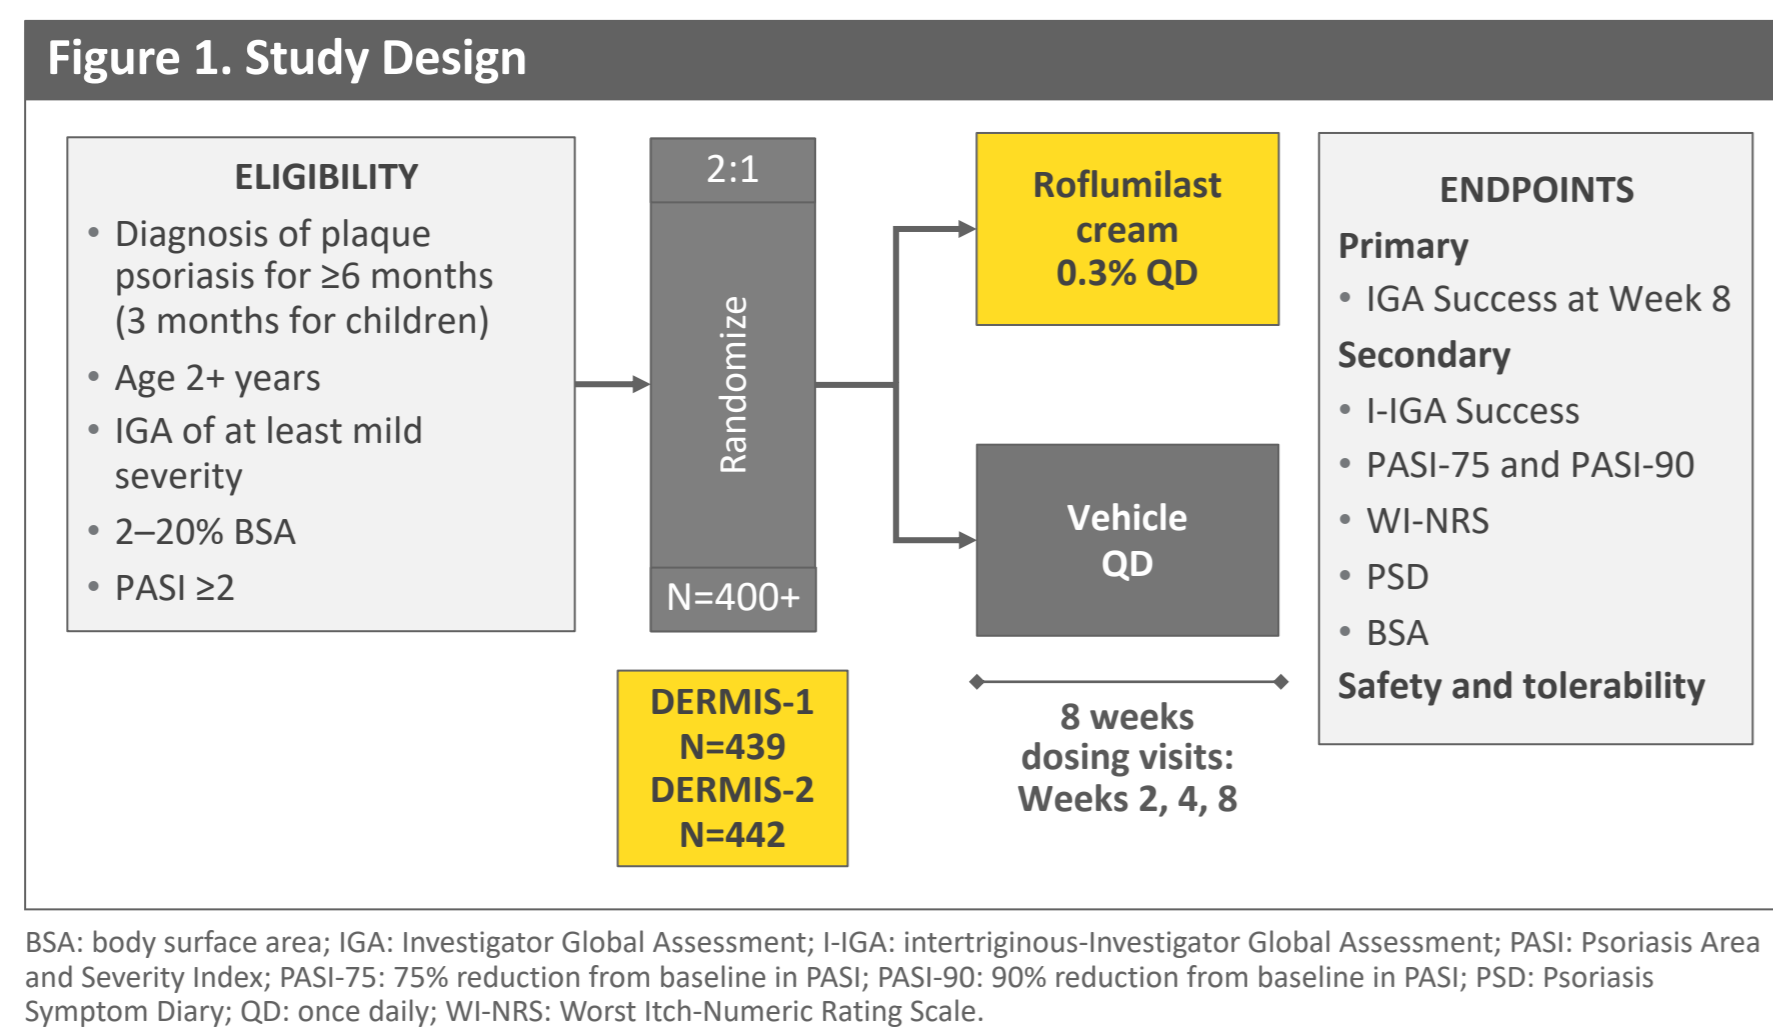 Figure 1. Study Design
ELIGIBILITY
• Diagnosis of plaque
psoriasis for ≥6 months
(3 months for children)
• Age 2+ years
• IGA of at least mild
severity
• 2–20% BSA
• PASI ≥2
2:1
Randomize
N=400+
DERMIS-1
N=439
DERMIS-2
N=442
Roflumilast
cream
0.3% QD
Vehicle
QD
8 weeks
dosing visits:
Weeks 2, 4, 8
ENDPOINTS
Primary
• IGA Success at Week 8
Secondary
• I-IGA Success
• PASI-75 and PASI-90
• WI-NRS
• PSD
• BSA
Safety and tolerability
BSA: body surface area; IGA: Investigator Global Assessment; I-IGA: intertriginous-Investigator Global Assessment; PASI: Psoriasis Area
and Severity Index; PASI-75: 75% reduction from baseline in PASI; PASI-90: 90% reduction from baseline in PASI; PSD: Psoriasis
Symptom Diary; QD: once daily; WI-NRS: Worst Itch-Numeric Rating Scale.